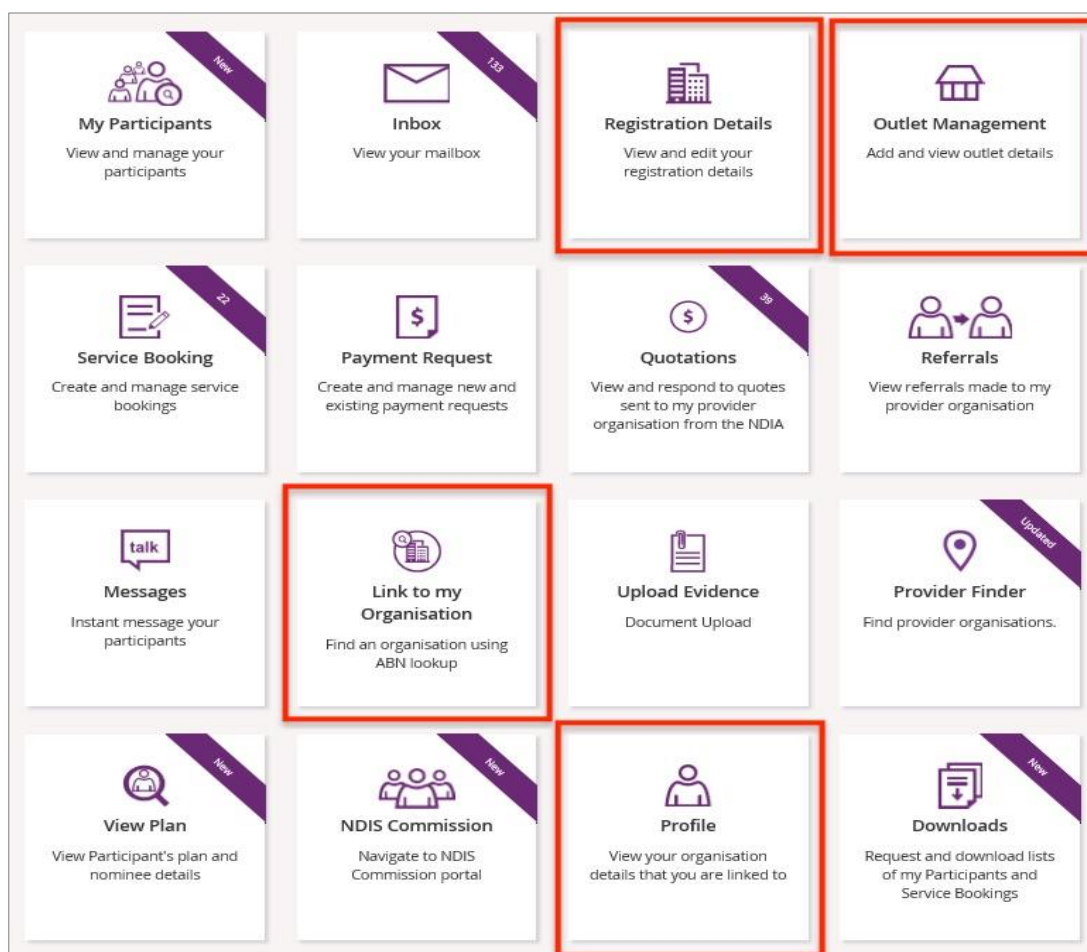 New
My Participants
View and manage your
participants
133
Inbox
View your mailbox
Registration Details
View and edit your
registration details
Outlet Management
Add and view outlet details
22
Service Booking
Create and manage service
bookings
$
Payment Request
Create and manage new and
existing payment requests
39
$
Quotations
View and respond to quotes
sent to my provider
organisation from the NDIA
Referrals
View referrals made to my
provider organisation
talk
Messages
Instant message your
participants
Link to my
Organisation
Find an organisation using
ABN lookup
Upload Evidence
Document Upload
Updated
Provider Finder
Find provider organisations.
New
View Plan
View Participant's plan and
nominee details
New
NDIS Commission
Navigate to NDIS
Commission portal
Profile
View your organisation
details that you are linked to
New
Downloads
Request and download lists
of my Participants and
Service Bookings